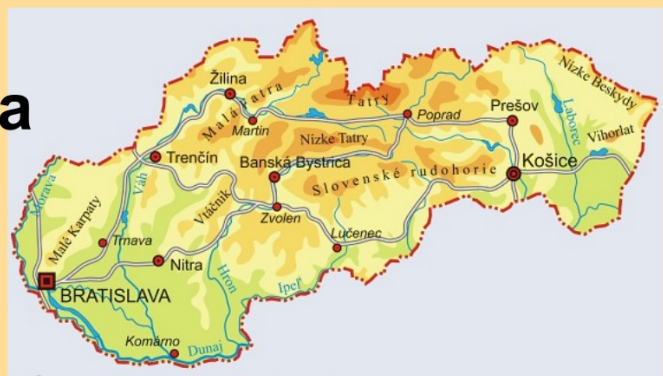 a
Žilina
Malá Fatra
Martin
Tatry
Poprad
Prešov
Nízke Beskydy
Laborec
Vihorlat
Nízke Tatry
Trenčín
Banská Bystrica
Košice
Slovenské rudohorie
Morava
Váh
Malé Karpaty
Vtáčnik
Zvolen
Lučenec
Trnava
Nitra
Hron
Ipeľ
BRATISLAVA
Komárno
Dunaj